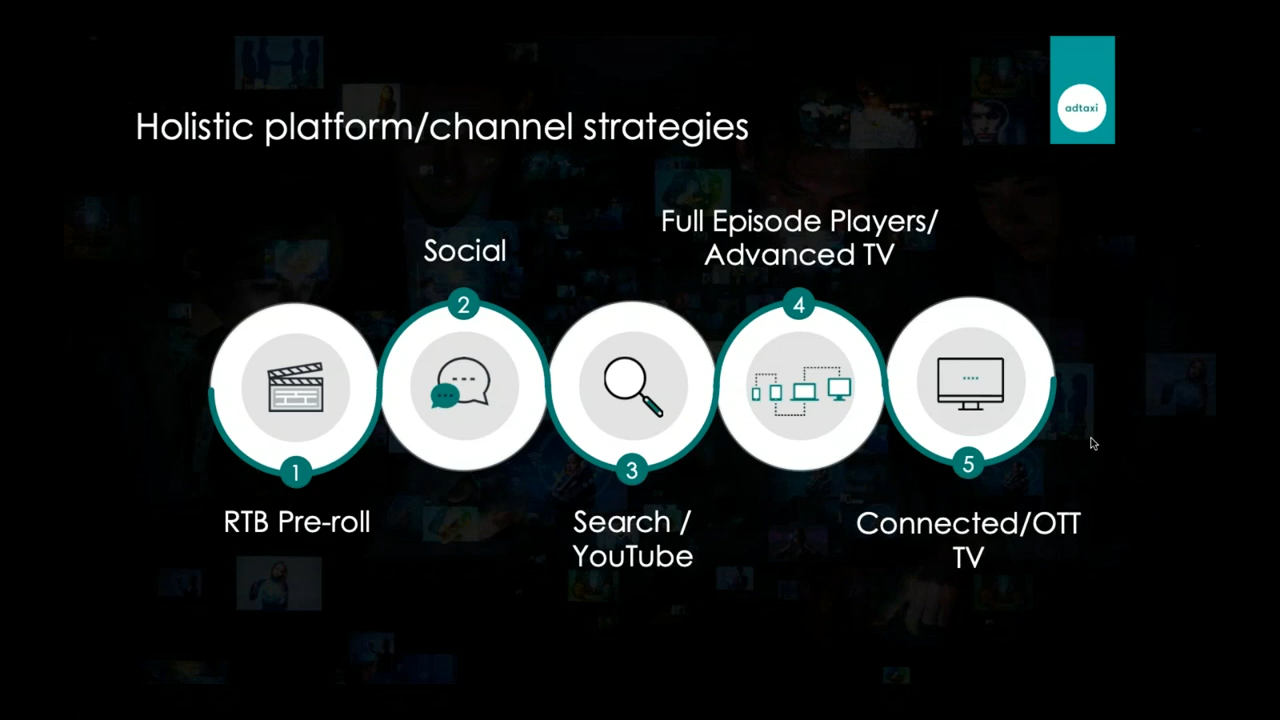 Holistic platform/channel strategies
adtaxi
Full Episode Players/
Advanced TV
Social
2
4
1
3
5
RTB Pre-roll
Search /
YouTube
Connected/OTT
TV